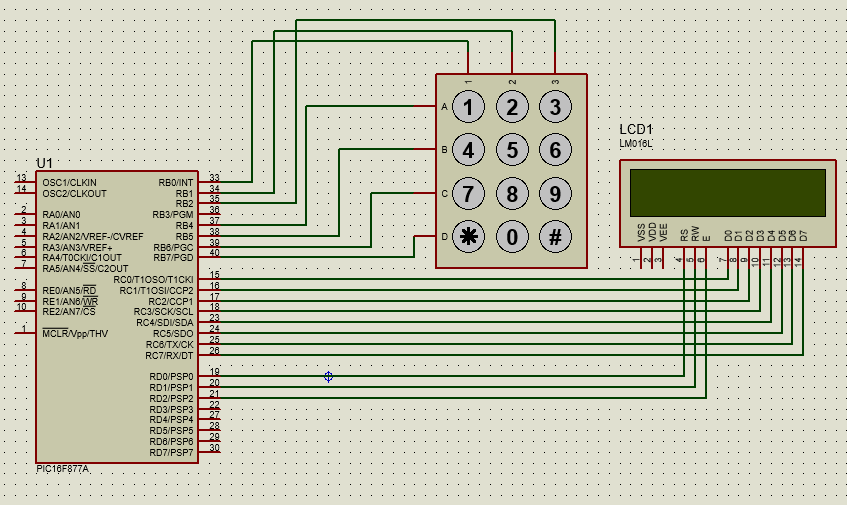 U1
13 OSC1/CLKIN
14 OSC2/CLKOUT
2 RA0/AN0
3 RA1/AN1
4 RA2/AN2/VREF-/CVREF
5 RA3/AN3/VREF+
6 RA4/T0CKI/C1OUT
7 RA5/AN4/SS/C2OUT
8 RE0/AN5/RD
9 RE1/AN6/WR
10 RE2/AN7/CS
1 MCLR/Vpp/THV
RB0/INT 33
RB1 34
RB2 35
RB3/PGM 36
RB4 37
RB5 38
RB6/PGC 39
RB7/PGD 40
RC0/T1OSO/T1CKI 15
RC1/T1OSI/CCP2 16
RC2/CCP1 17
RC3/SCK/SCL 18
RC4/SDI/SDA 23
RC5/SDO 24
RC6/TX/CK 25
RC7/RX/DT 26
RD0/PSP0 19
RD1/PSP1 20
RD2/PSP2 21
RD3/PSP3 22
RD4/PSP4 27
RD5/PSP5 28
RD6/PSP6 29
RD7/PSP7 30
PIC16F877A
1 2 3
A 1 2 3
B 4 5 6
C 7 8 9
D * 0 #
LCD1
LM016L
VSS VDD VEE RS RW E D0 D1 D2 D3 D4 D5 D6 D7
1 2 3 4 5 6 7 8 9 10 11 12 13 14